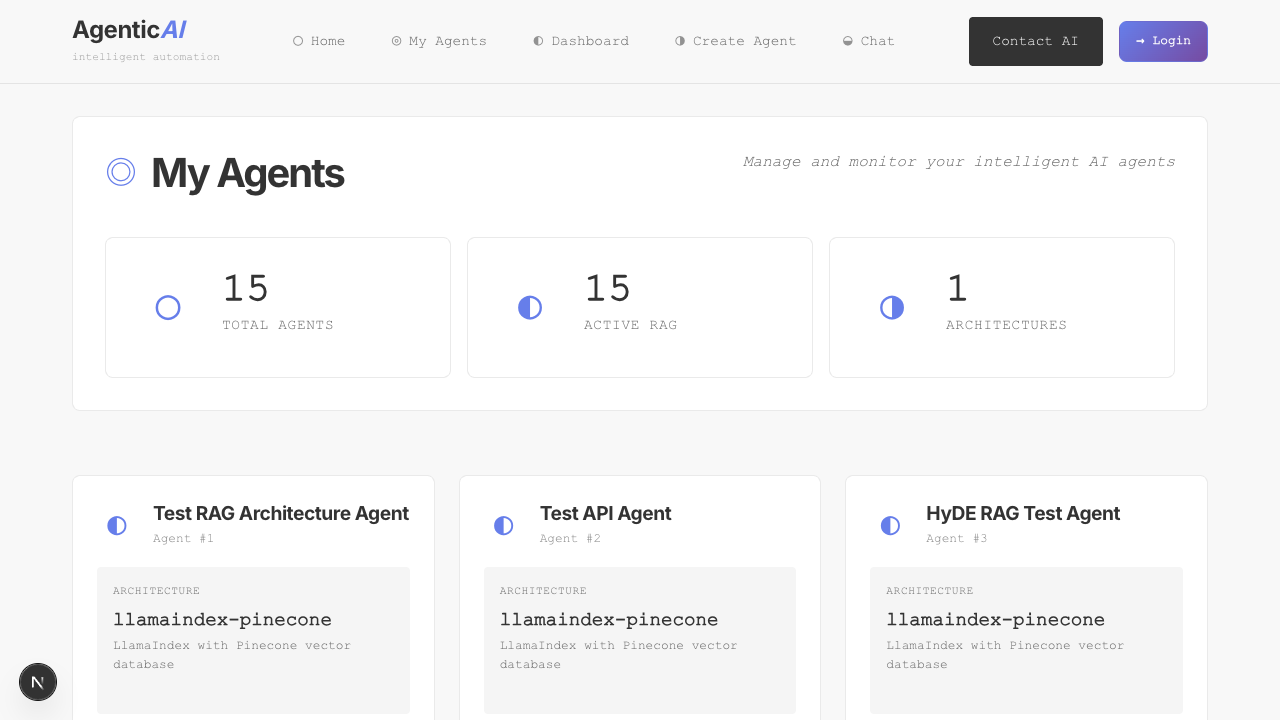 AgenticAI
intelligent automation
Home
My Agents
Dashboard
Create Agent
Chat
Contact AI
→ Login
My Agents
Manage and monitor your intelligent AI agents
15
TOTAL AGENTS
15
ACTIVE RAG
1
ARCHITECTURES
Test RAG Architecture Agent
Agent #1
ARCHITECTURE
llamaindex-pinecone
LlamaIndex with Pinecone vector
database
Test API Agent
Agent #2
ARCHITECTURE
llamaindex-pinecone
LlamaIndex with Pinecone vector
database
HyDE RAG Test Agent
Agent #3
ARCHITECTURE
llamaindex-pinecone
LlamaIndex with Pinecone vector
database
N